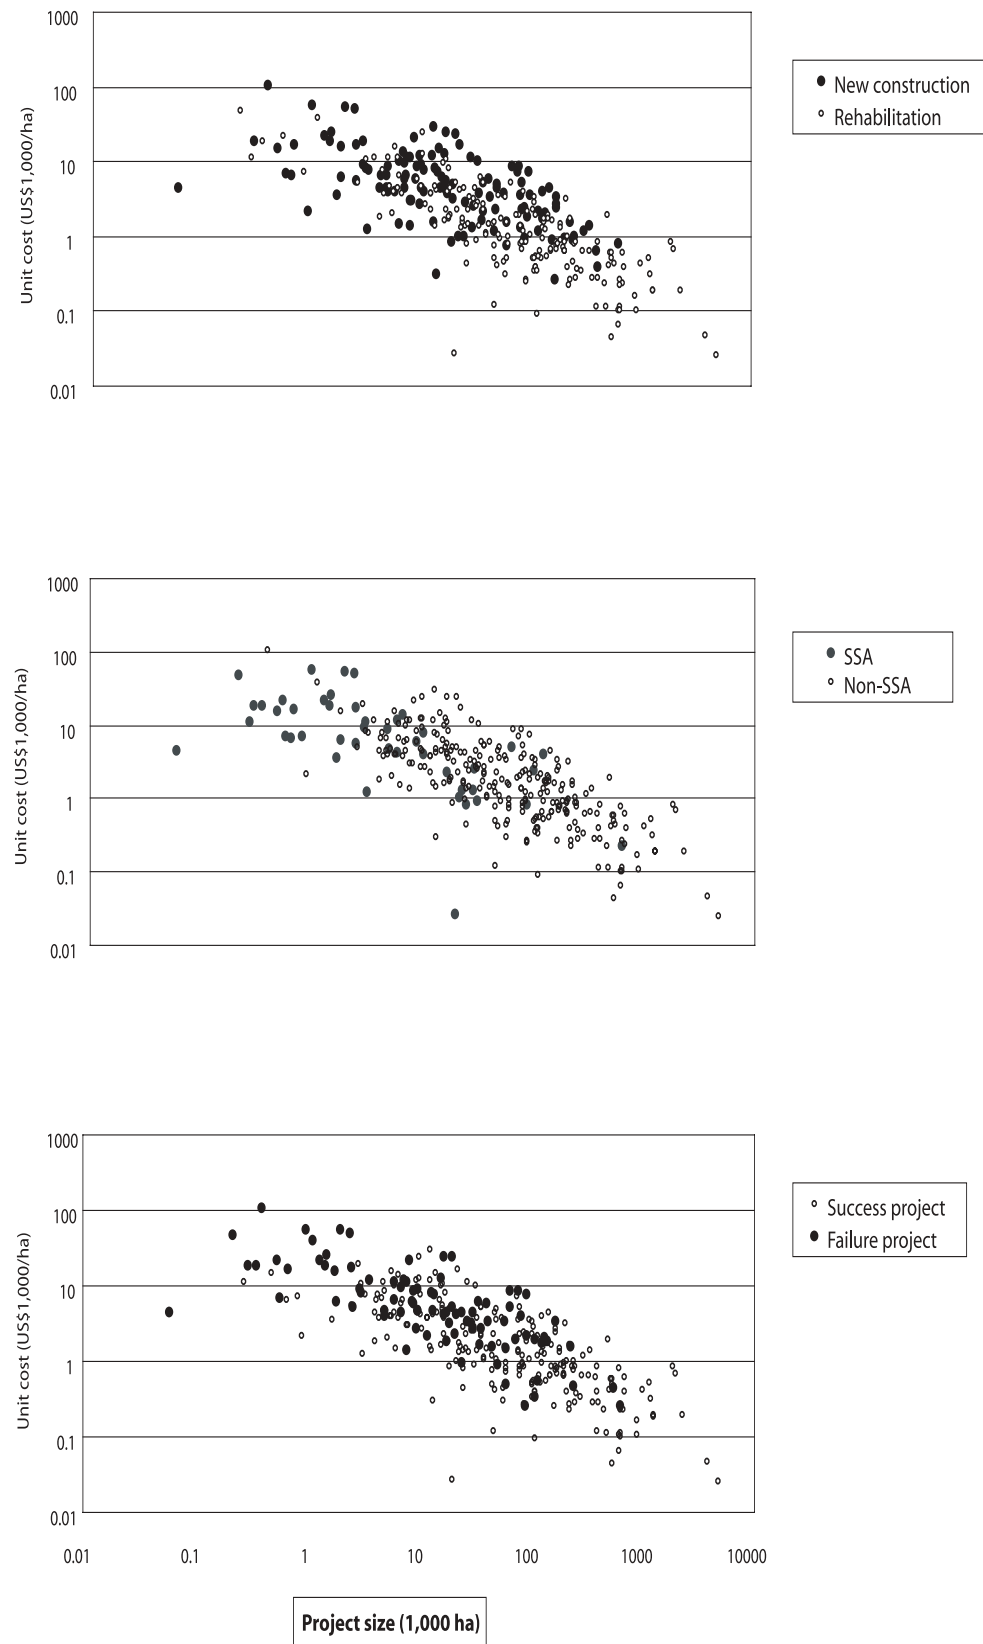 1000
100
10
1
0.1
0.01
Unit cost (US$1,000/ha)
New construction
Rehabilitation
1000
100
10
1
0.1
0.01
Unit cost (US$1,000/ha)
SSA
Non-SSA
1000
100
10
1
0.1
0.01
Unit cost (US$1,000/ha)
Success project
Failure project
0.01 0.1 1 10 100 1000 10000
Project size (1,000 ha)